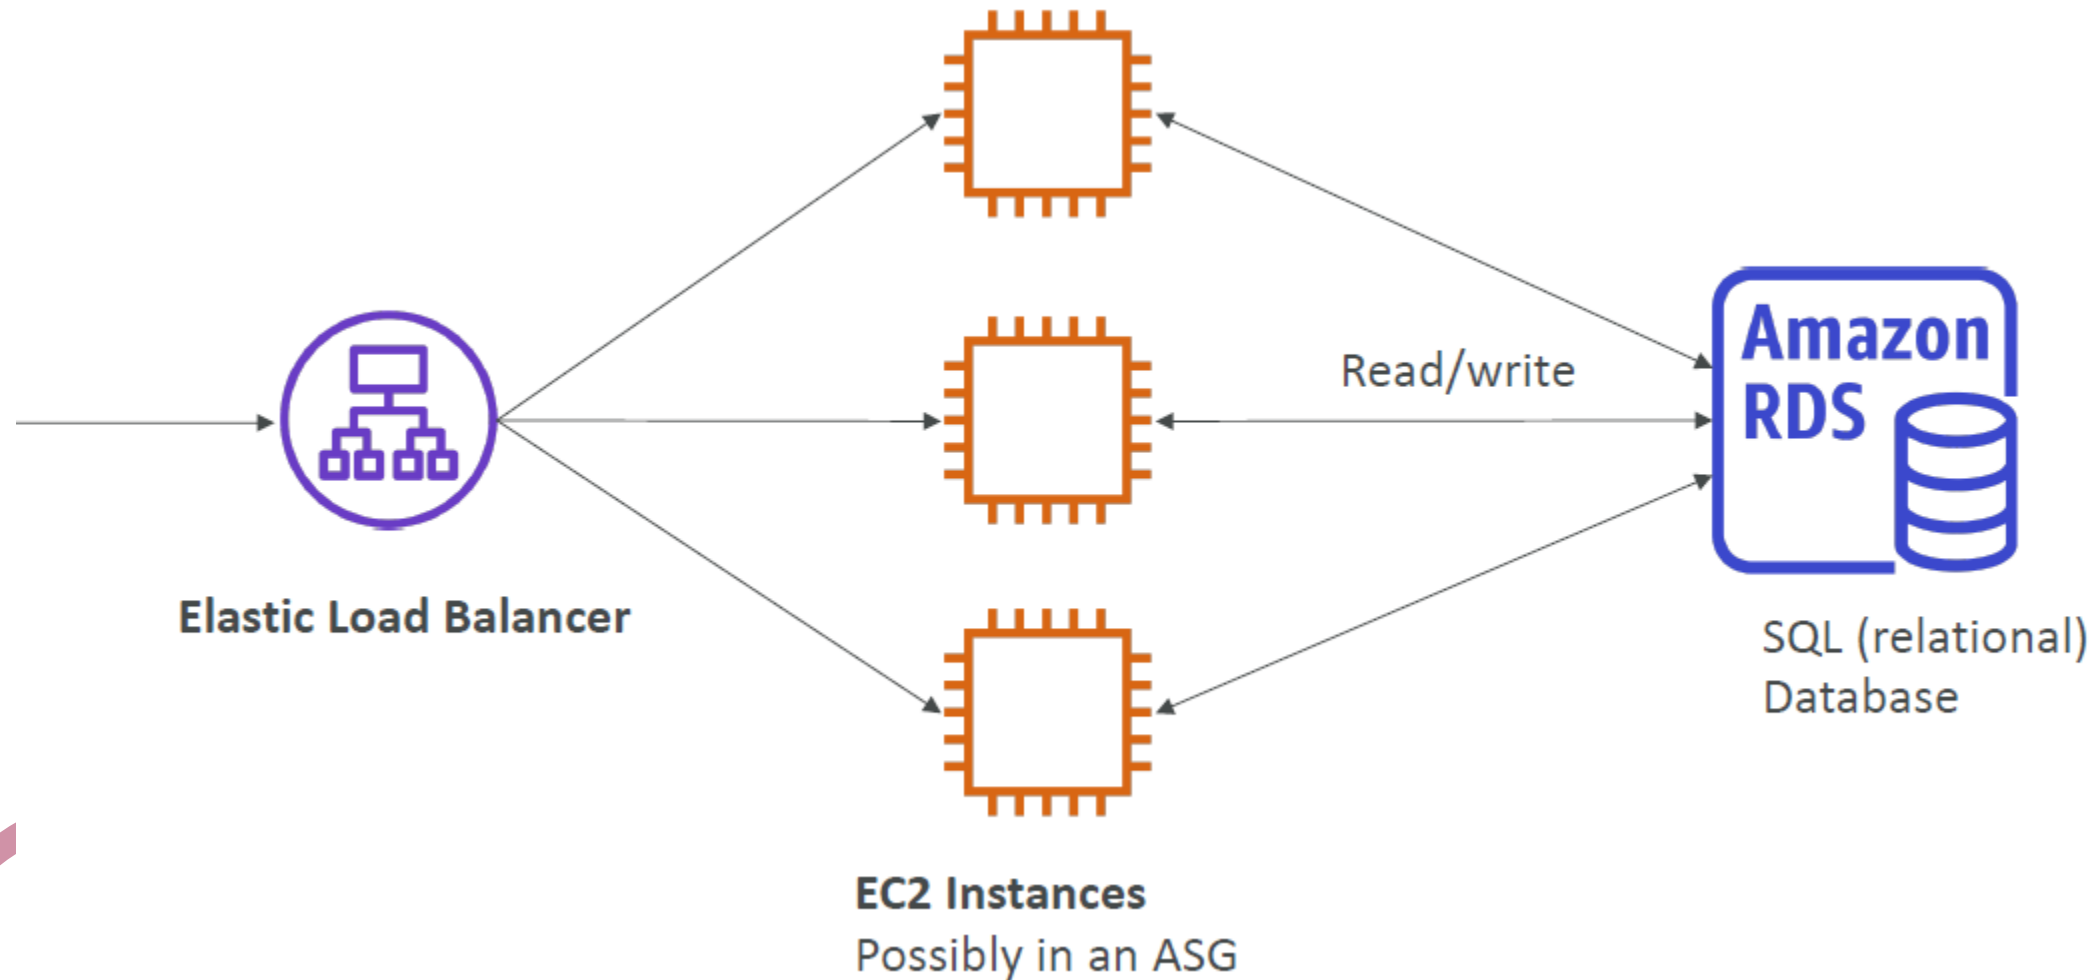 Amazon
RDS
Read/write
Elastic Load Balancer
SQL (relational)
Database
EC2 Instances
Possibly in an ASG